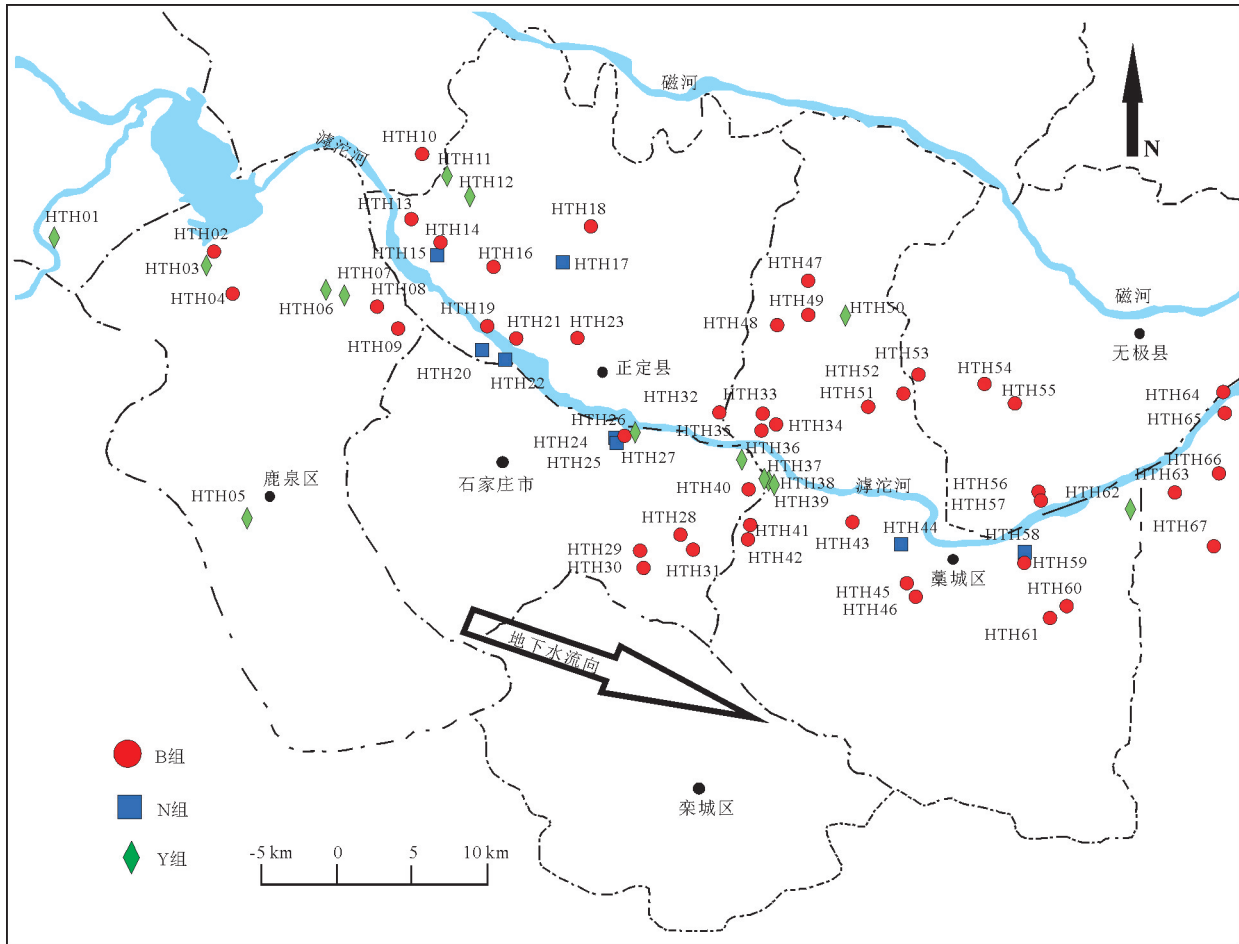 磁河
滹沱河
HTH10
HTH11
HTH12
N
HTH01
HTH13
HTH18
HTH02
HTH14
HTH03
HTH15
HTH16
HTH17
HTH47
HTH07
HTH04
HTH08
HTH49
磁河
HTH06
HTH19
HTH21
HTH23
HTH48
HTH50
HTH09
无极县
HTH20
正定县
HTH53
HTH22
HTH52
HTH54
HTH32
HTH33
HTH51
HTH55
HTH64
HTH26
HTH35
HTH34
HTH65
HTH24
HTH36
HTH25
HTH27
HTH37
HTH66
鹿泉区
石家庄市
HTH38
滹沱河
HTH56
HTH63
HTH05
HTH40
HTH39
HTH57
HTH62
HTH28
HTH41
HTH44
HTH67
HTH43
HTH58
HTH29
HTH42
HTH59
HTH30
HTH31
藁城区
HTH45
HTH60
HTH46
HTH61
地下水流向
B组
N组
栾城区
Y组
-5 km 0 5 10 km